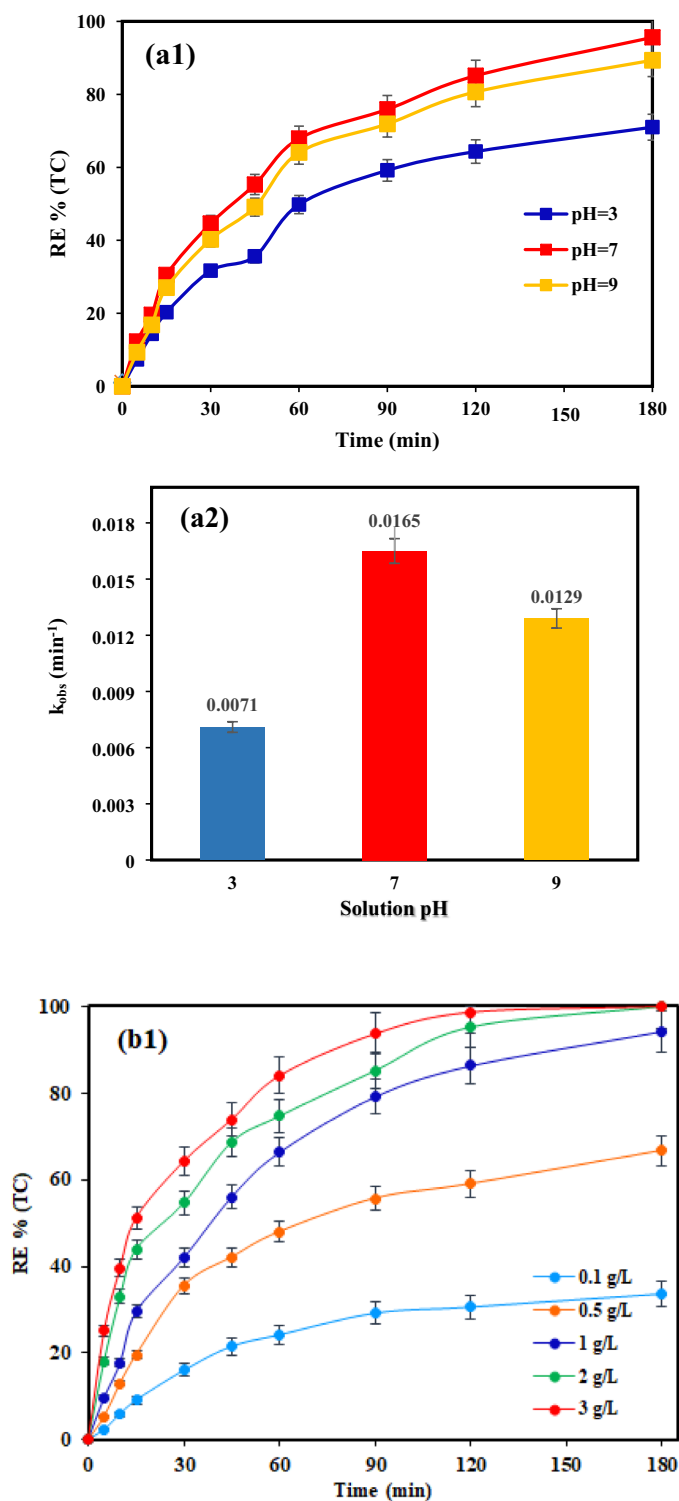 (a1)
RE % (TC)
100
80
60
40
20
0
pH=3
pH=7
pH=9
0 30 60 90 120 150 180
Time (min)
(a2)
k_obs (min⁻¹)
0.018
0.015
0.012
0.009
0.006
0.003
0
0.0071
0.0165
0.0129
3 7 9
Solution pH
(b1)
RE % (TC)
100
80
60
40
20
0
0.1 g/L
0.5 g/L
1 g/L
2 g/L
3 g/L
0 30 60 90 120 150 180
Time (min)